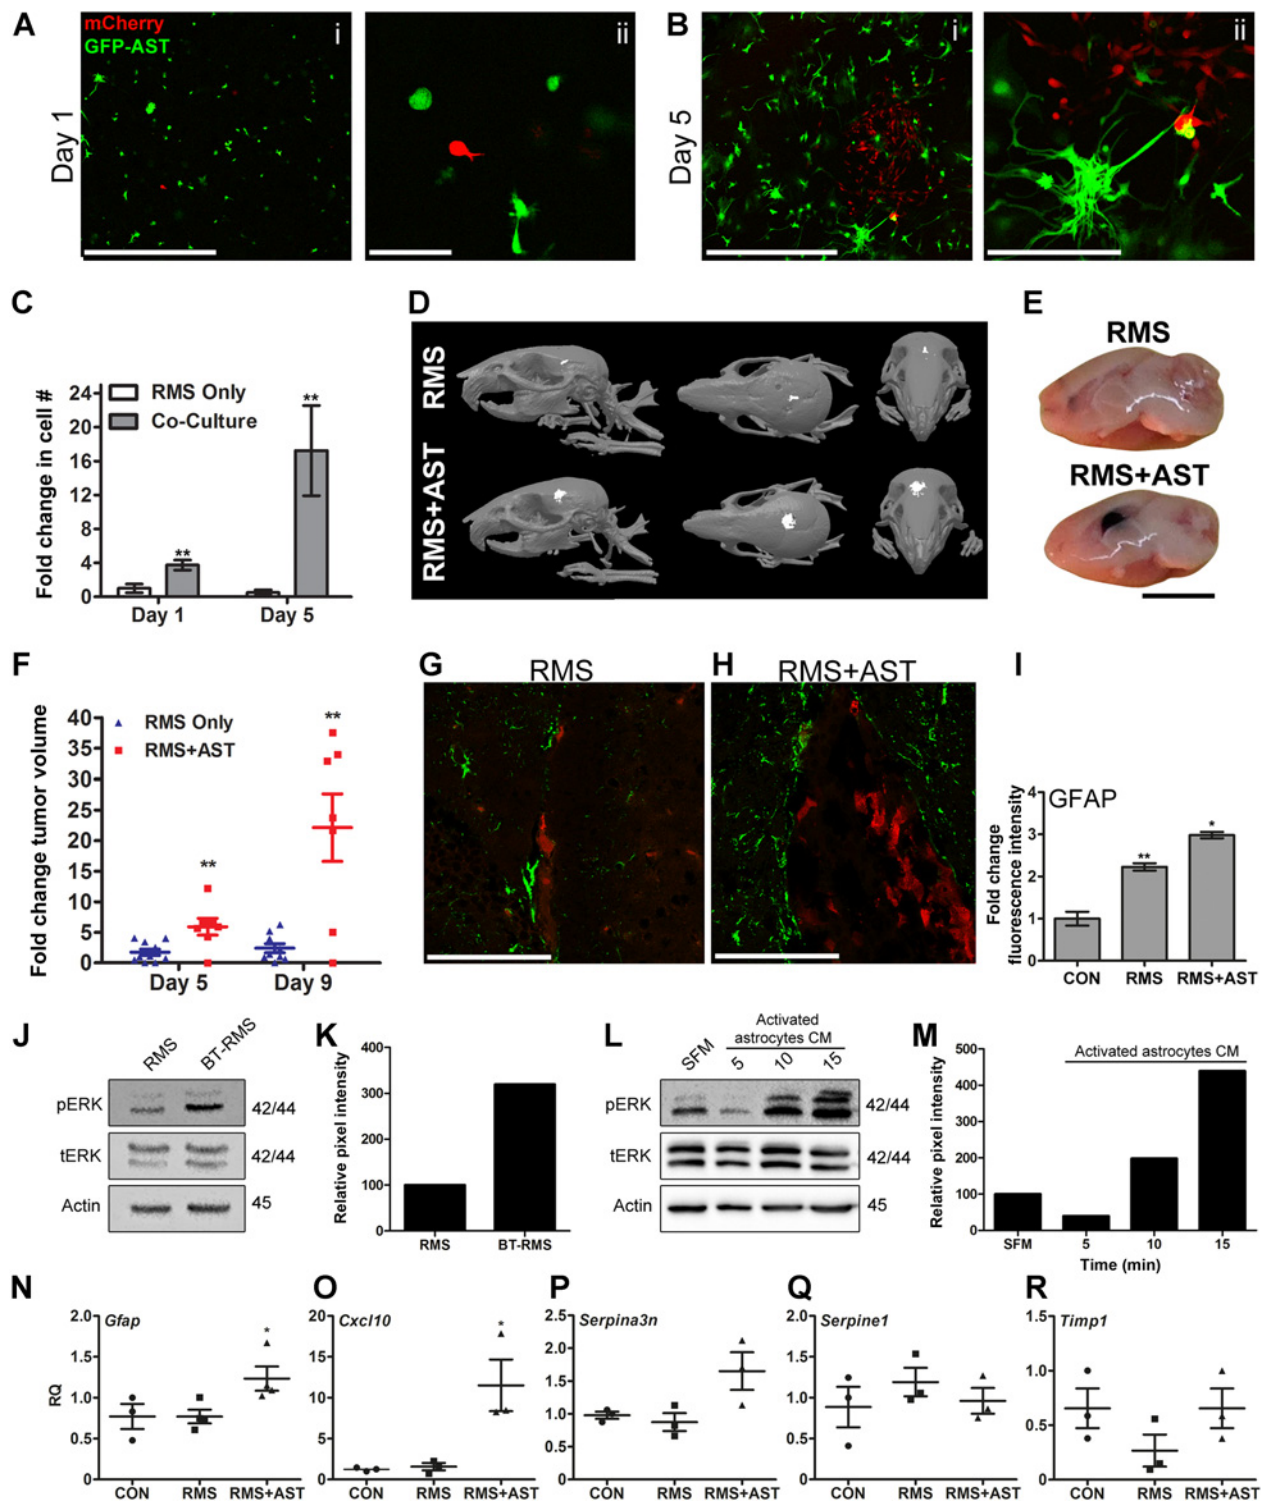 A
mCherry
GFP-AST
i
ii
Day 1
B
i
ii
Day 5
C
Fold change in cell #
24
20
16
12
8
4
0
RMS Only
Co-Culture
**
**
Day 1
Day 5
D
RMS
RMS+AST
E
RMS
RMS+AST
F
Fold change tumor volume
40
35
30
25
20
15
10
5
0
RMS Only
RMS+AST
**
**
Day 5
Day 9
G
RMS
H
RMS+AST
I
GFAP
Fold change
fluorescence intensity
4
3
2
1
0
**
*
CON
RMS
RMS+AST
J
RMS
BT-RMS
pERK
42/44
tERK
42/44
Actin
45
K
Relative pixel intensity
400
300
200
100
0
RMS
BT-RMS
L
Activated
astrocytes CM
SFM
5
10
15
pERK
42/44
tERK
42/44
Actin
45
M
Activated astrocytes CM
Relative pixel intensity
500
400
300
200
100
0
SFM
5
10
15
Time (min)
N
Gfap
RQ
2.0
1.5
1.0
0.5
0.0
*
CON
RMS
RMS+AST
O
Cxcl10
20
15
10
5
0
*
CON
RMS
RMS+AST
P
Serpina3n
2.5
2.0
1.5
1.0
0.5
0.0
CON
RMS
RMS+AST
Q
Serpine1
2.0
1.5
1.0
0.5
0.0
CON
RMS
RMS+AST
R
Timp1
1.5
1.0
0.5
0.0
CON
RMS
RMS+AST